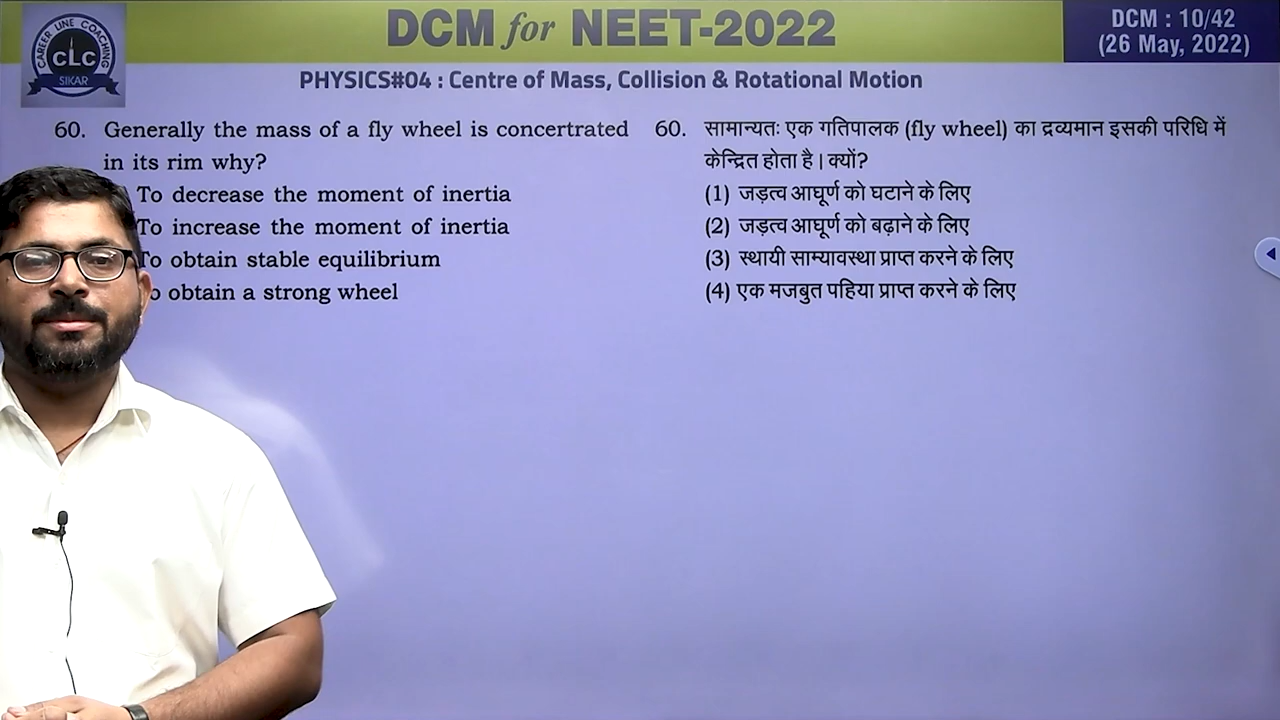 DCM for NEET-2022
DCM : 10/42
(26 May, 2022)
CAREER LINE COACHING
CLC
SIKAR
PHYSICS#04 : Centre of Mass, Collision & Rotational Motion
60. Generally the mass of a fly wheel is concertrated
in its rim why?
To decrease the moment of inertia
To increase the moment of inertia
To obtain stable equilibrium
obtain a strong wheel
60. सामान्यतः एक गतिपालक (fly wheel) का द्रव्यमान इसकी परिधि में
केन्द्रित होता है। क्यों?
(1) जड़त्व आघूर्ण को घटाने के लिए
(2) जड़त्व आघूर्ण को बढ़ाने के लिए
(3) स्थायी साम्यावस्था प्राप्त करने के लिए
(4) एक मजबुत पहिया प्राप्त करने के लिए